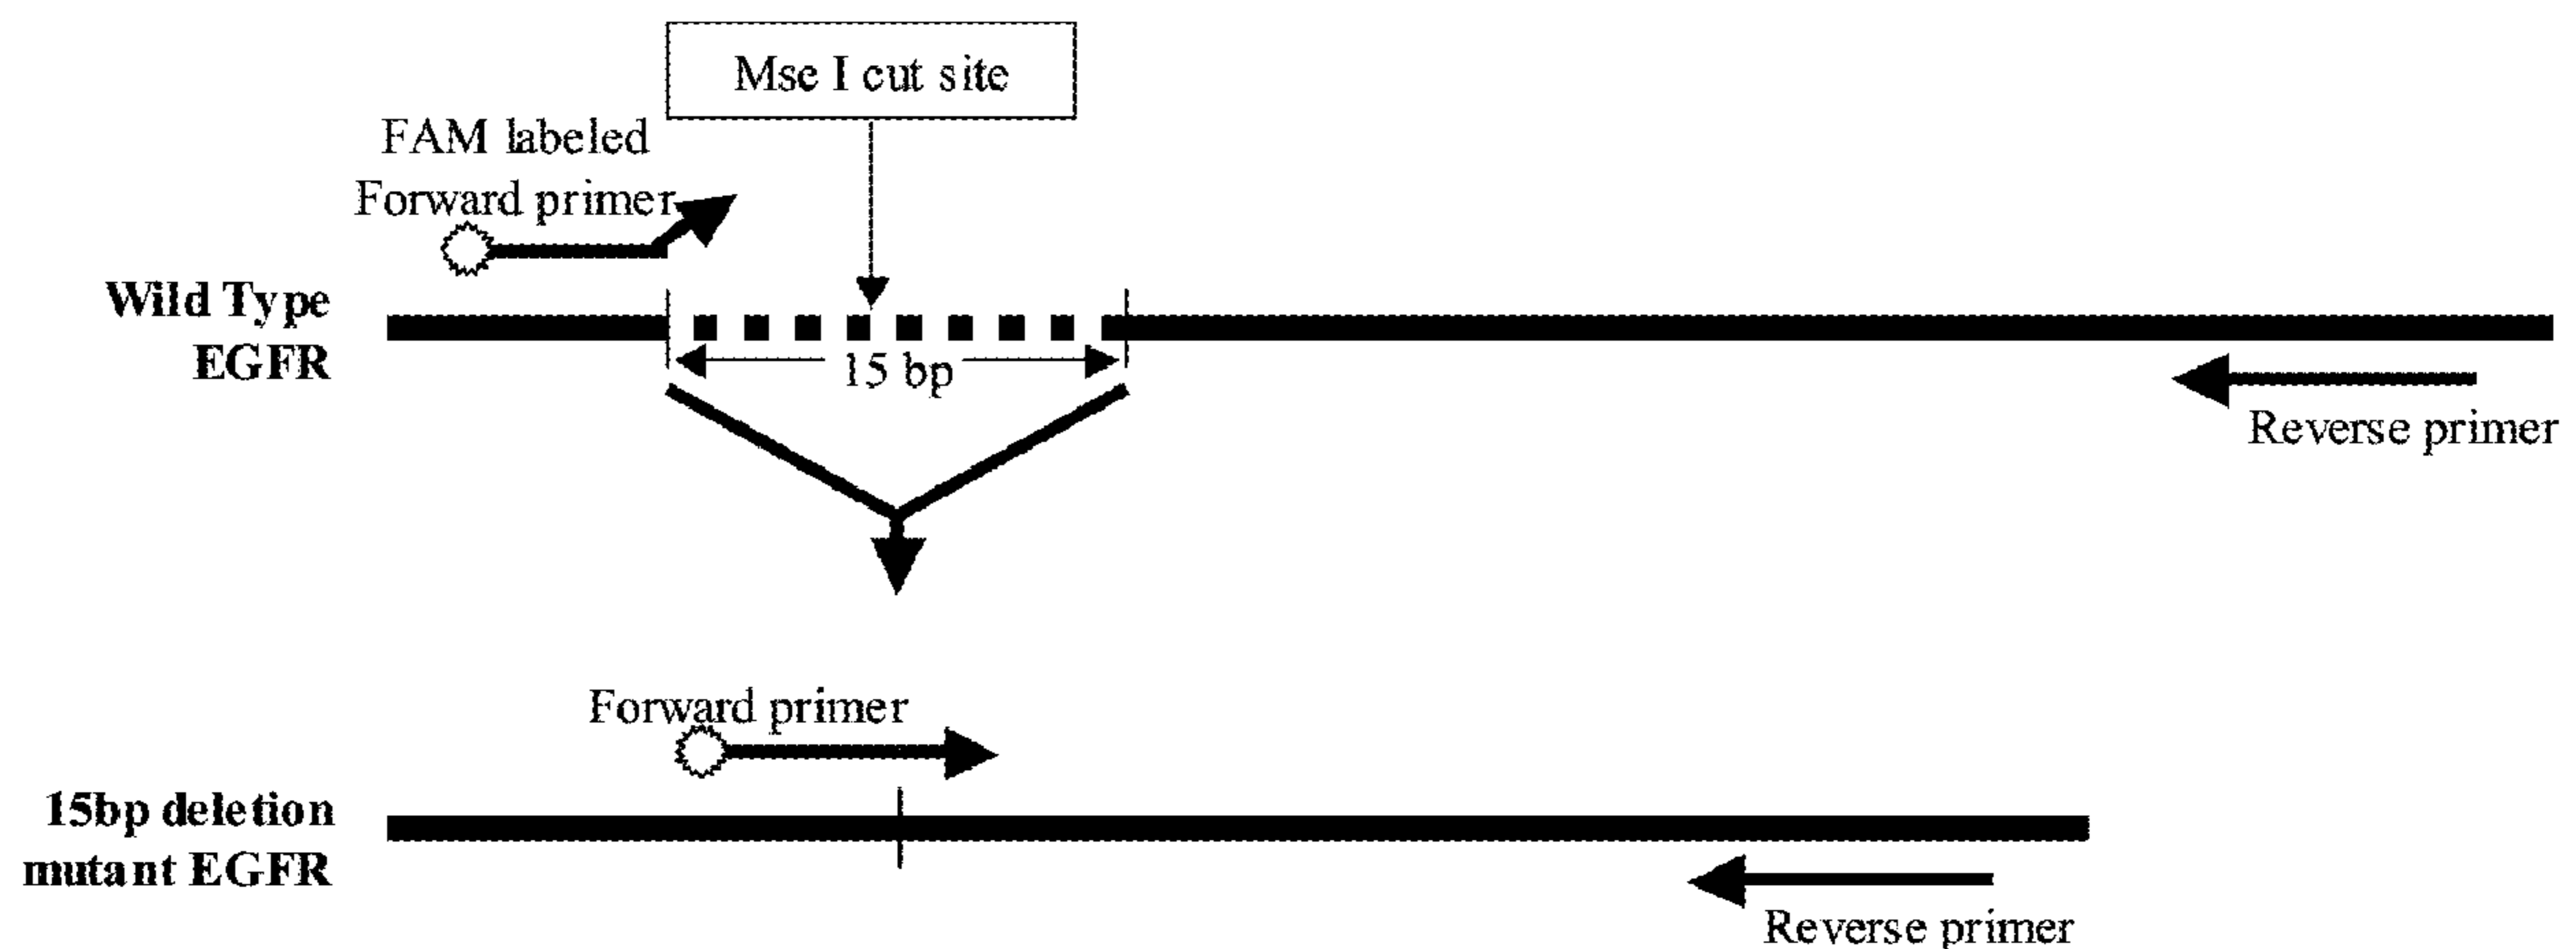 Mse I cut site
FAM labeled
Forward primer
Wild Type
EGFR
15 bp
Reverse primer
Forward primer
15bp deletion
mutant EGFR
Reverse primer